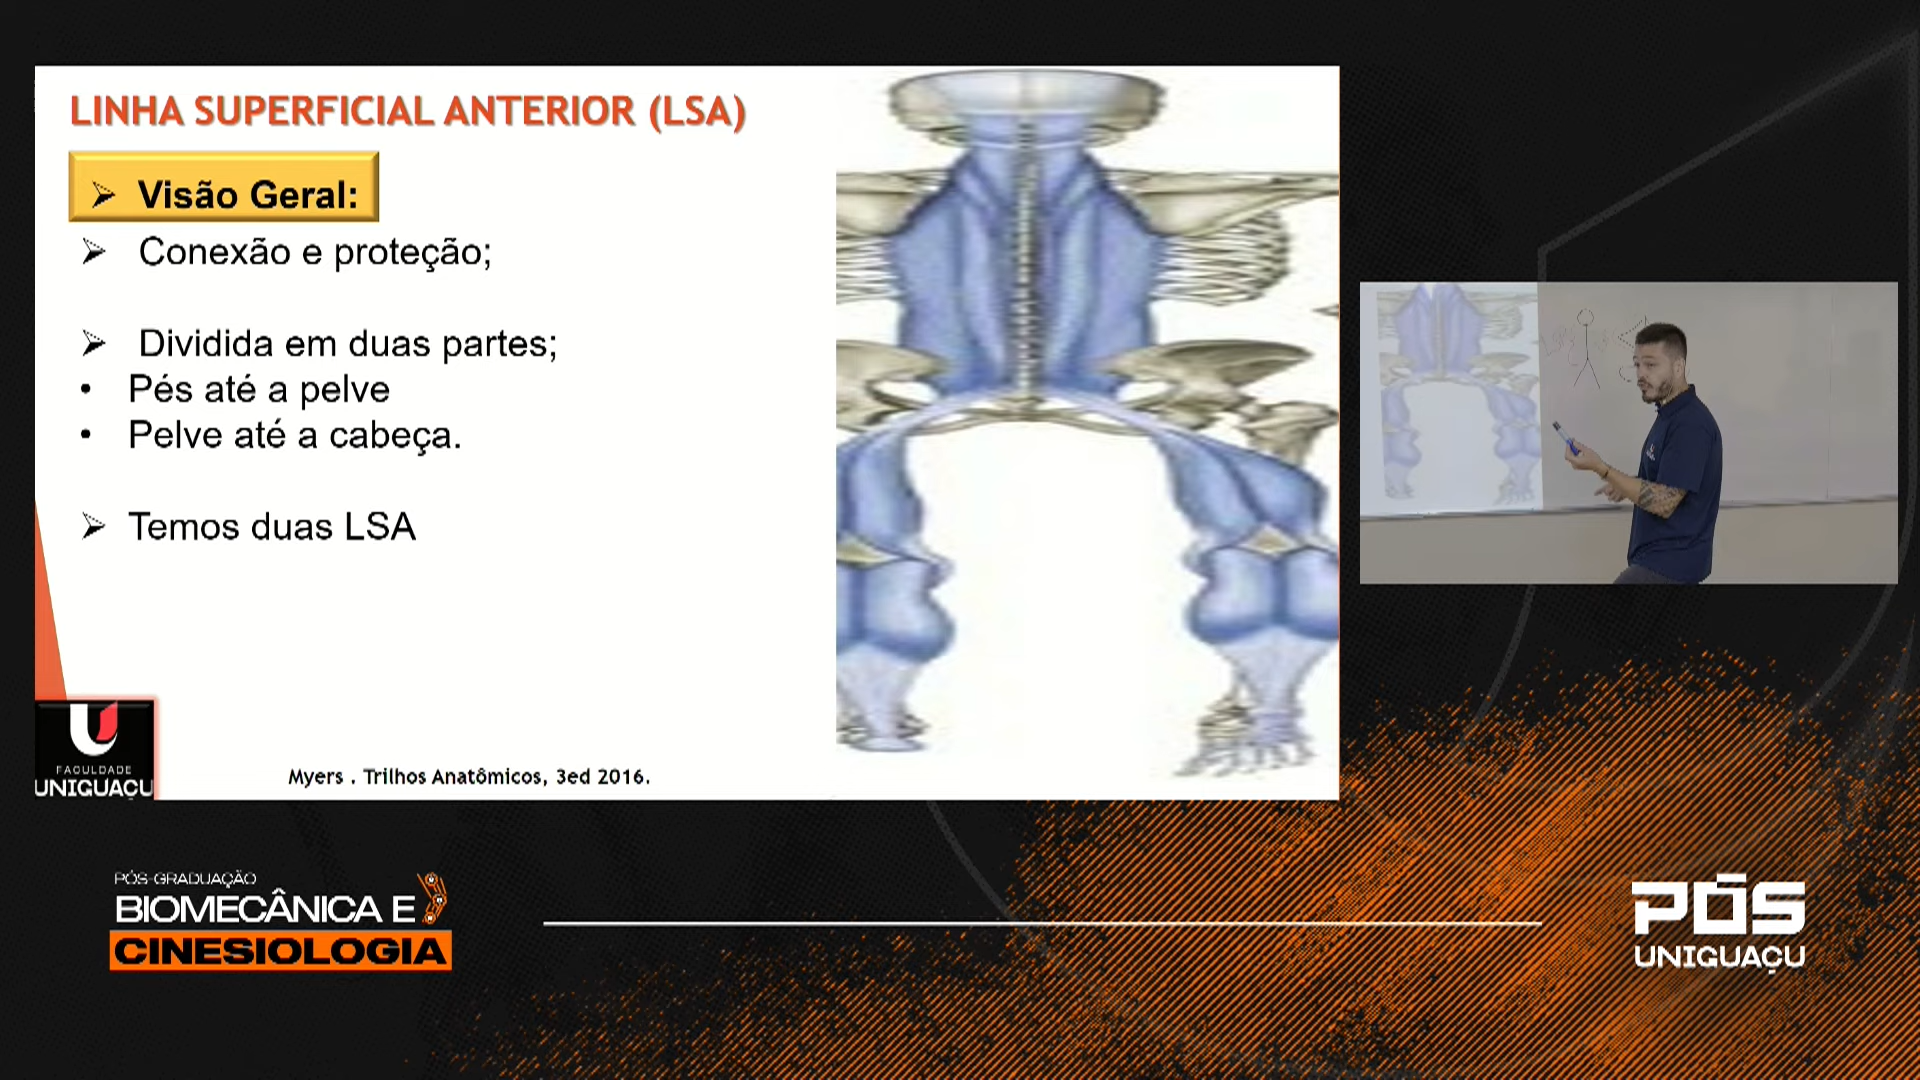 LINHA SUPERFICIAL ANTERIOR (LSA)
➢ Visão Geral:
➢ Conexão e proteção;
➢ Dividida em duas partes;
• Pés até a pelve
• Pelve até a cabeça.
➢ Temos duas LSA
FACULDADE
UNIGUAÇU
Myers . Trilhos Anatômicos, 3ed 2016.
PÓS-GRADUAÇÃO
BIOMECÂNICA E
CINESIOLOGIA
PÓS
UNIGUAÇU